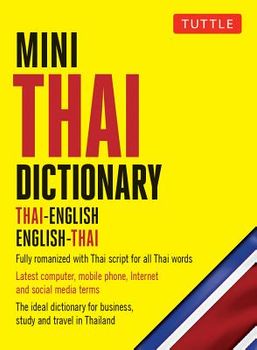 TUTTLE
MINI
THAI
DICTIONARY
THAI-ENGLISH
ENGLISH-THAI
Fully romanized with Thai script for all Thai words
Latest computer, mobile phone, Internet
and social media terms
The ideal dictionary for business,
study and travel in Thailand